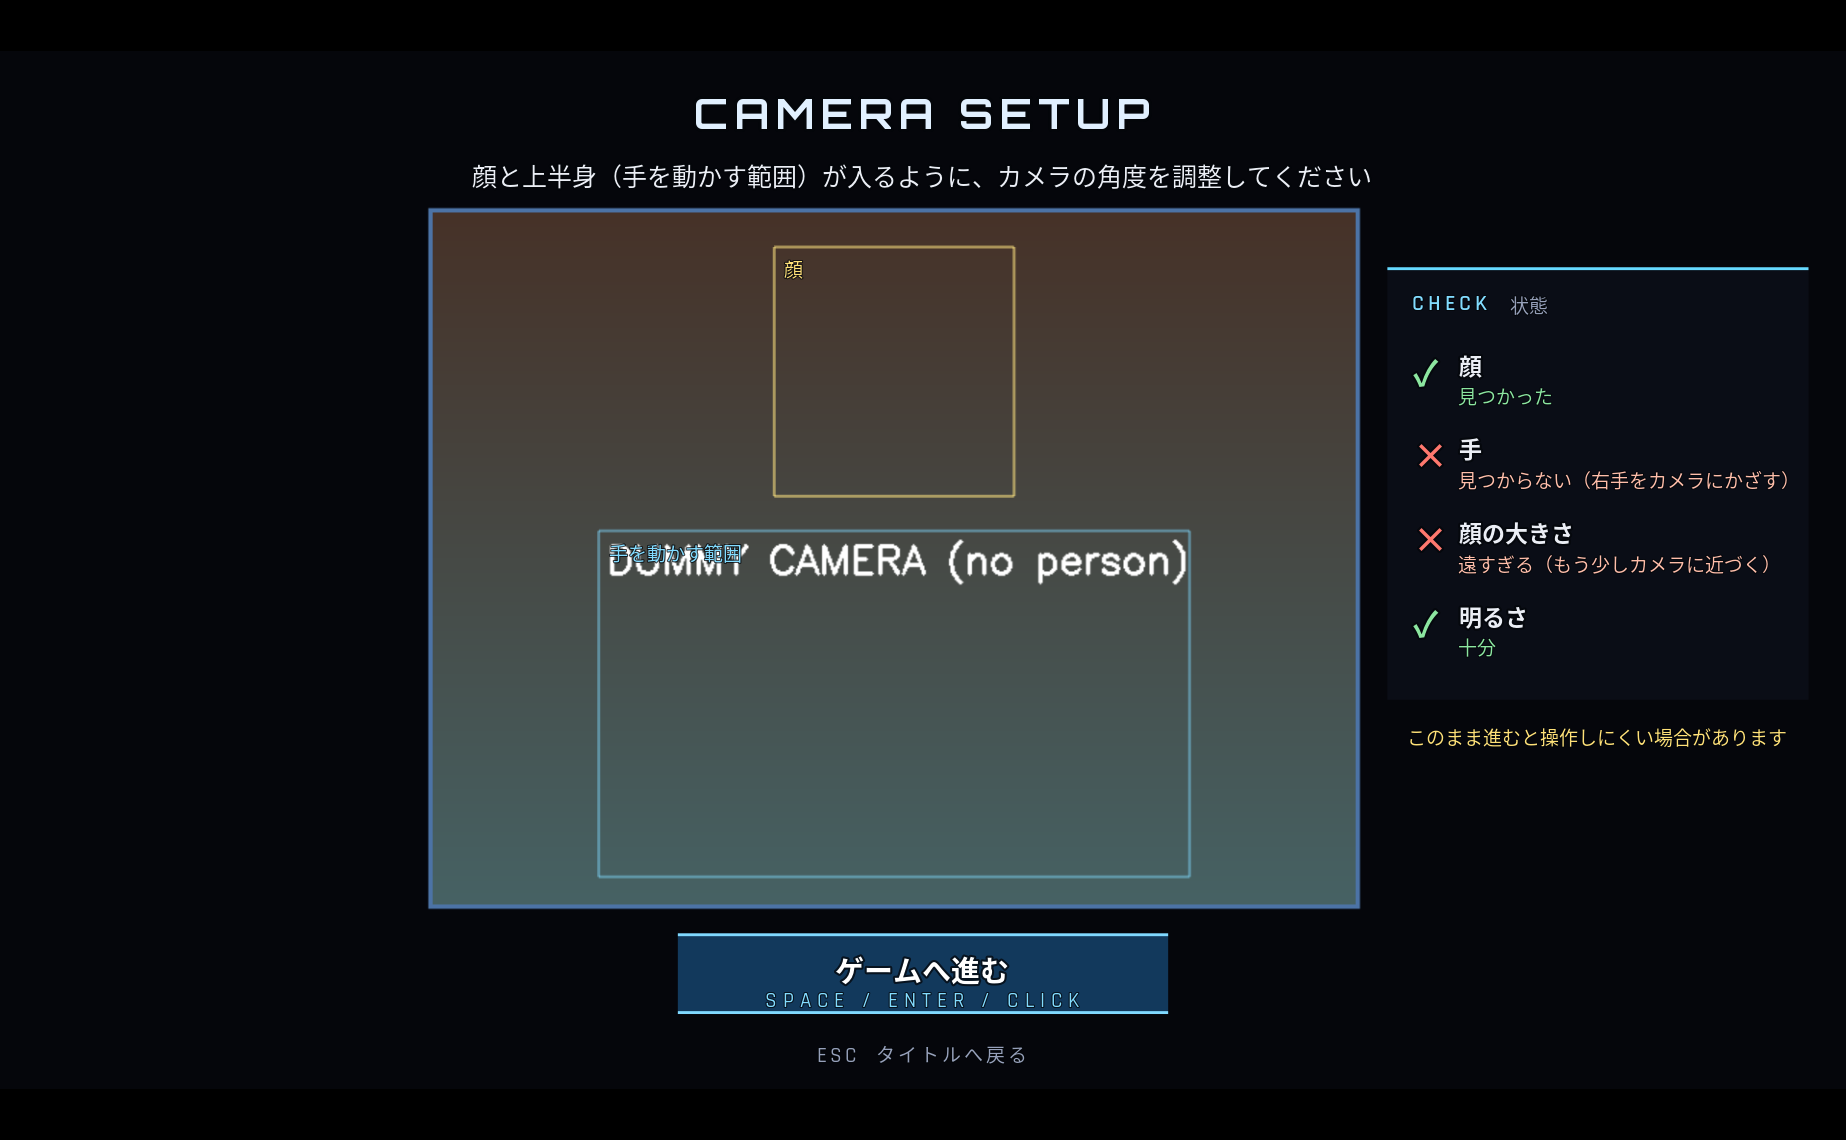 CAMERA SETUP
顔と上半身（手を動かす範囲）が入るように、カメラの角度を調整してください
顔
手を動かす範囲
DUMMY CAMERA (no person)
CHECK 状態
顔
見つかった
手
見つからない（右手をカメラにかざす）
顔の大きさ
遠すぎる（もう少しカメラに近づく）
明るさ
十分
このまま進むと操作しにくい場合があります
ゲームへ進む
SPACE / ENTER / CLICK
ESC タイトルへ戻る